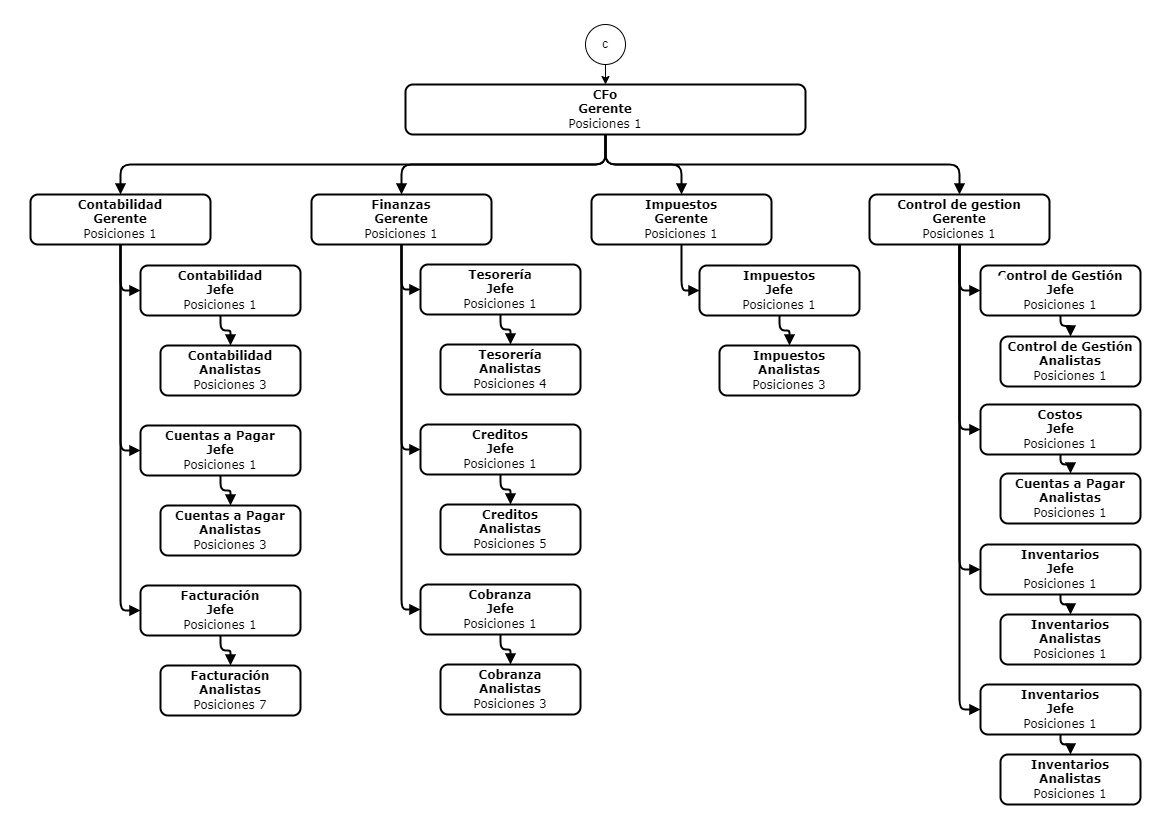 c
CFo
Gerente
Posiciones 1
Contabilidad
Gerente
Posiciones 1
Contabilidad
Jefe
Posiciones 1
Contabilidad
Analistas
Posiciones 3
Cuentas a Pagar
Jefe
Posiciones 1
Cuentas a Pagar
Analistas
Posiciones 3
Facturación
Jefe
Posiciones 1
Facturación
Analistas
Posiciones 7
Finanzas
Gerente
Posiciones 1
Tesorería
Jefe
Posiciones 1
Tesorería
Analistas
Posiciones 4
Creditos
Jefe
Posiciones 1
Creditos
Analistas
Posiciones 5
Cobranza
Jefe
Posiciones 1
Cobranza
Analistas
Posiciones 3
Impuestos
Gerente
Posiciones 1
Impuestos
Jefe
Posiciones 1
Impuestos
Analistas
Posiciones 3
Control de gestion
Gerente
Posiciones 1
Control de Gestión
Jefe
Posiciones 1
Control de Gestión
Analistas
Posiciones 1
Costos
Jefe
Posiciones 1
Cuentas a Pagar
Analistas
Posiciones 1
Inventarios
Jefe
Posiciones 1
Inventarios
Analistas
Posiciones 1
Inventarios
Jefe
Posiciones 1
Inventarios
Analistas
Posiciones 1